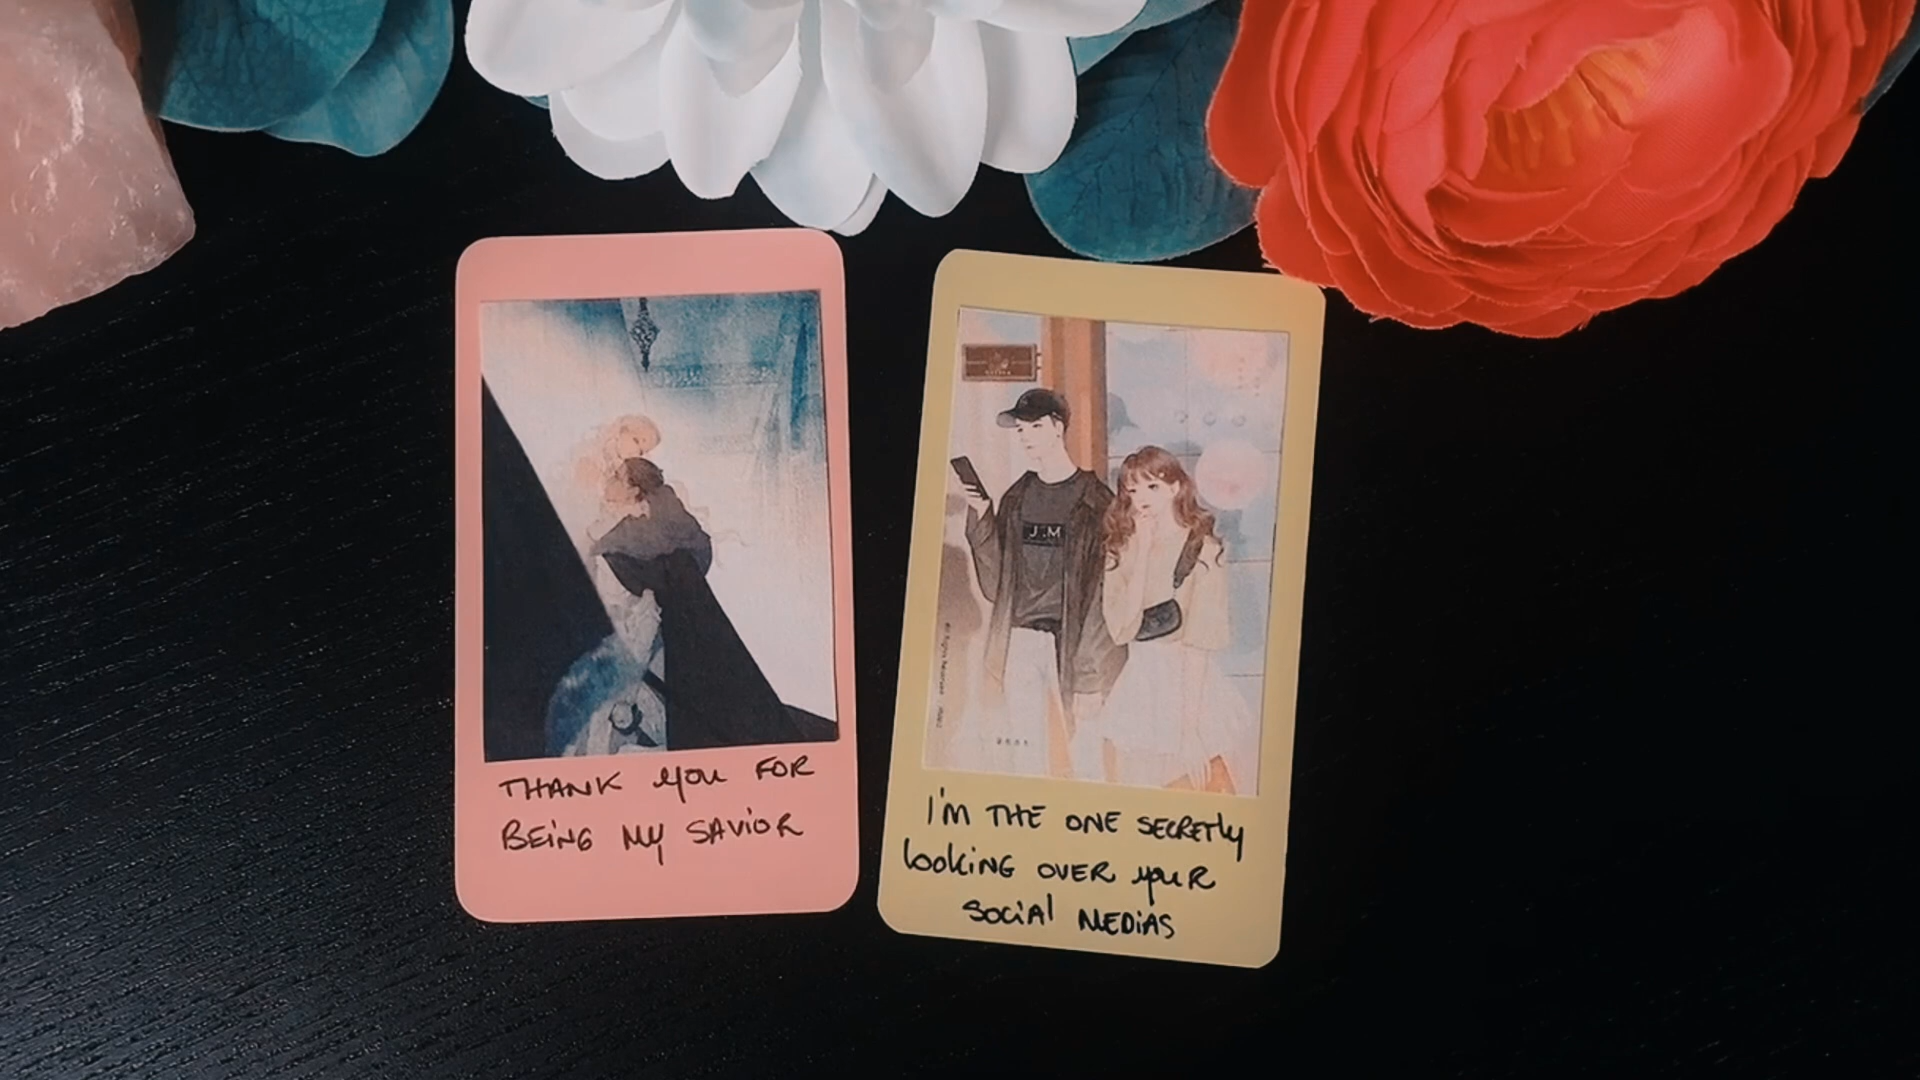 THANK YOU FOR
BEING MY SAVIOR
J.M
I'M THE ONE SECRETLY
LOOKING OVER YOUR
SOCIAL MEDIAS